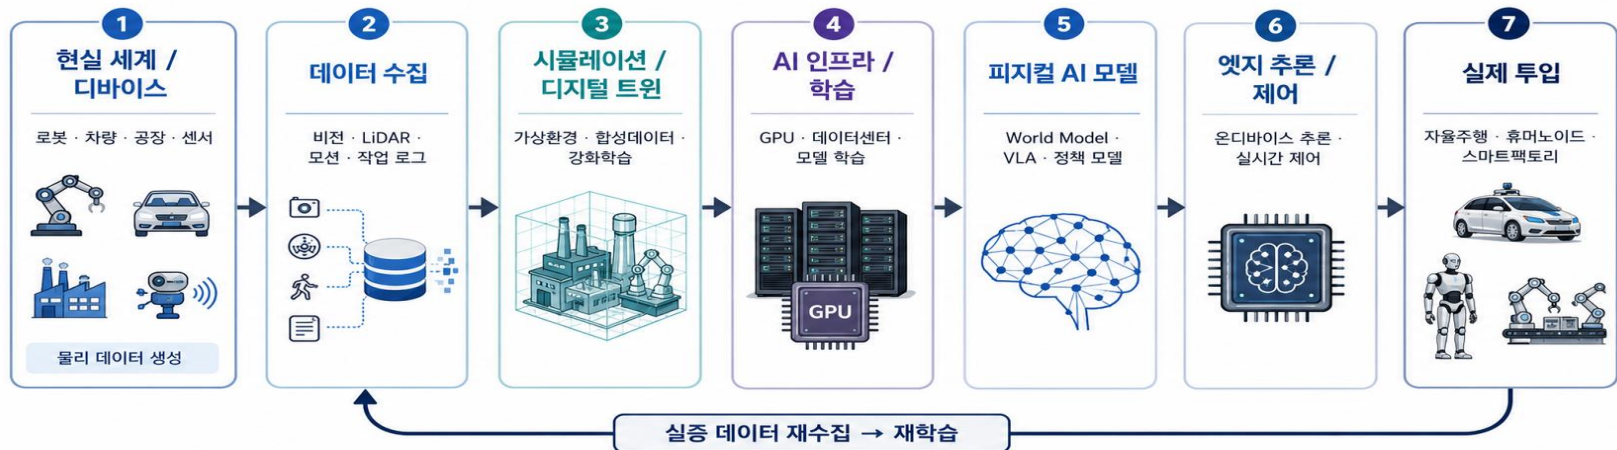 1
현실 세계 /
디바이스
로봇 · 차량 · 공장 · 센서
물리 데이터 생성
2
데이터 수집
비전 · LiDAR ·
모션 · 작업 로그
3
시뮬레이션 /
디지털 트윈
가상환경 · 합성데이터 ·
강화학습
4
AI 인프라 /
학습
GPU · 데이터센터 ·
모델 학습
GPU
5
피지컬 AI 모델
World Model ·
VLA · 정책 모델
6
엣지 추론 /
제어
온디바이스 추론 ·
실시간 제어
7
실제 투입
자율주행 · 휴머노이드 ·
스마트팩토리
실증 데이터 재수집 → 재학습